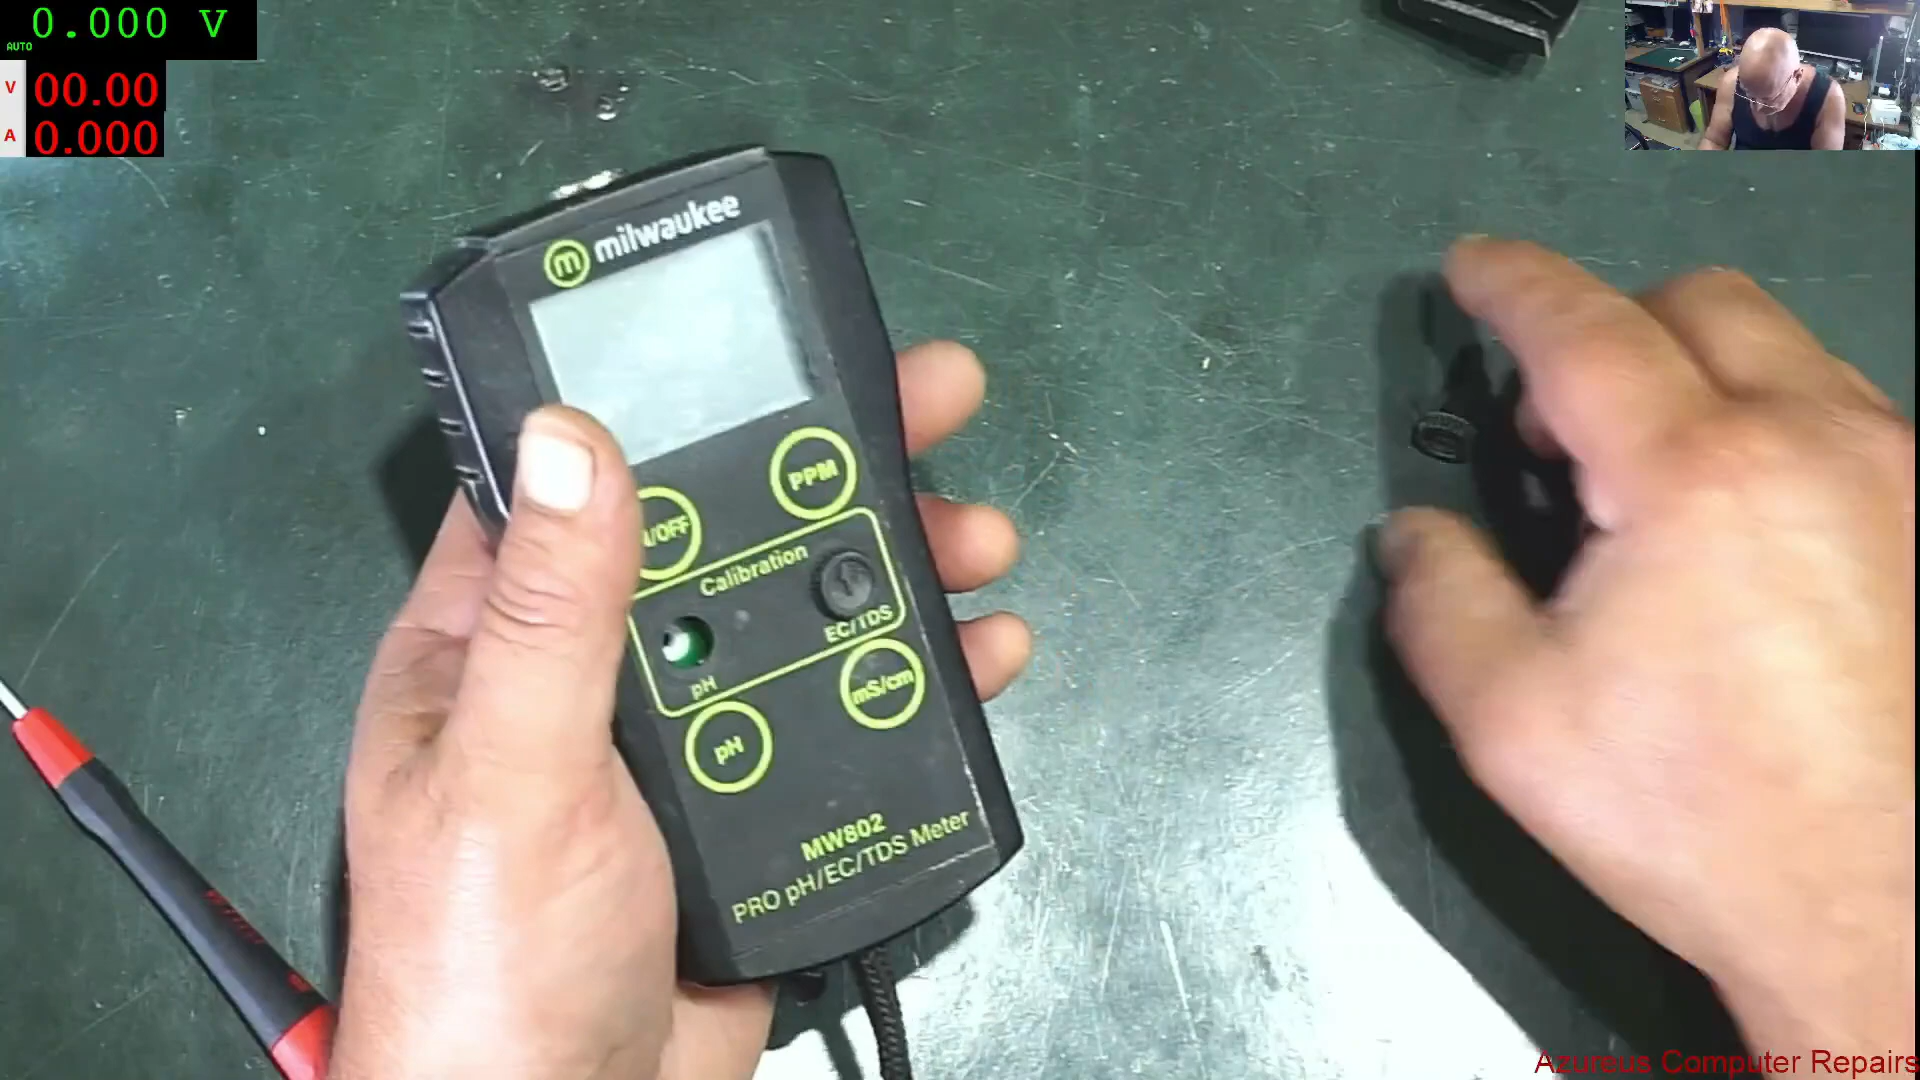 0.000 V
AUTO
V 00.00
A 0.000
m milwaukee
PPM
/OFF
Calibration
EC/TDS
pH
mS/cm
pH
MW802
PRO pH/EC/TDS Meter
Azureus Computer Repairs